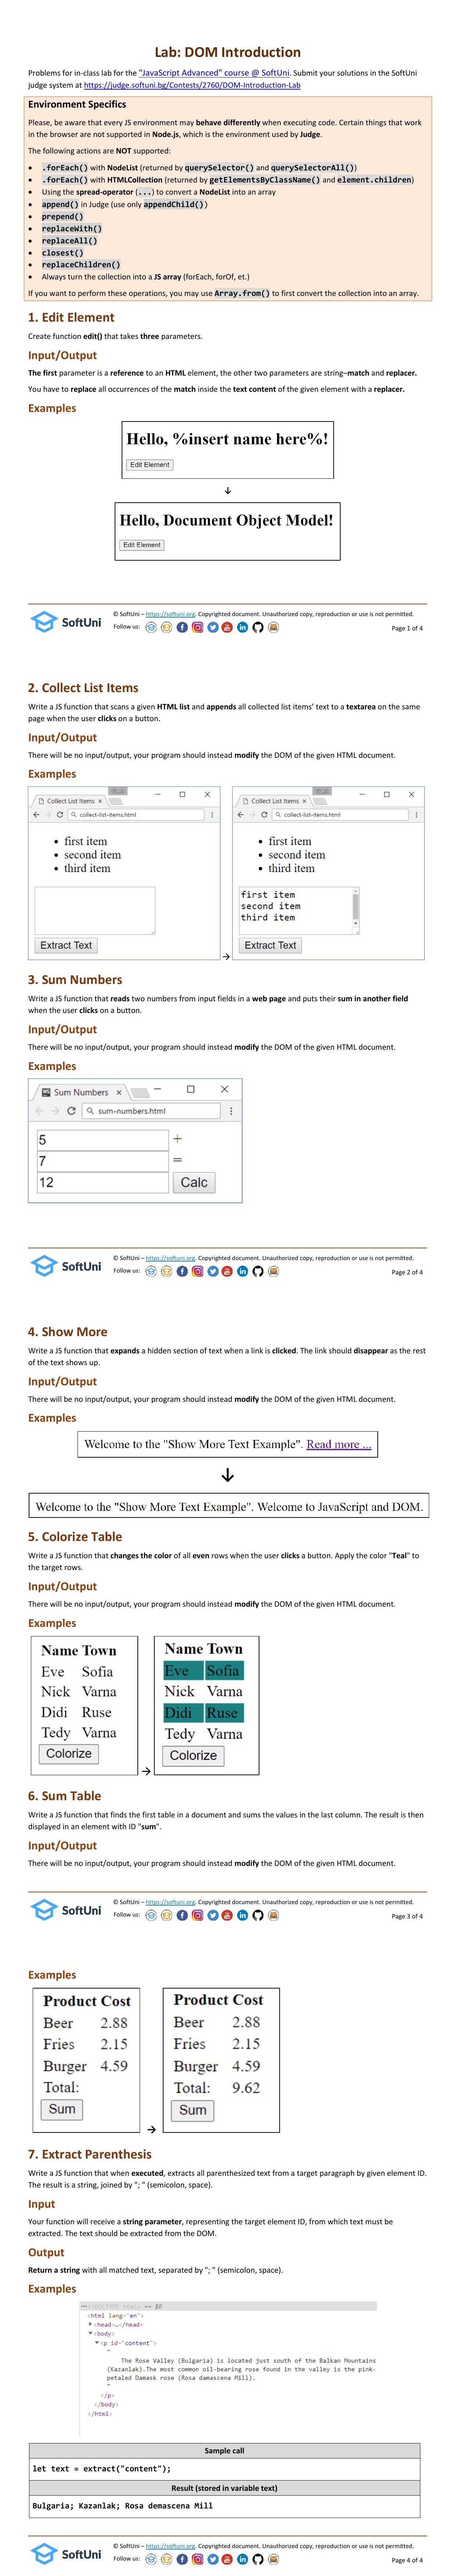 Lab: DOM Introduction
Problems for in-class lab for the "JavaScript Advanced" course @ SoftUni. Submit your solutions in the SoftUni
judge system at https://judge.softuni.bg/Contests/2760/DOM-Introduction-Lab
Environment Specifics
Please, be aware that every JS environment may behave differently when executing code. Certain things that work
in the browser are not supported in Node.js, which is the environment used by Judge.
The following actions are NOT supported:
• .forEach() with NodeList (returned by querySelector() and querySelectorAll())
• .forEach() with HTMLCollection (returned by getElementsByClassName() and element.children)
• Using the spread-operator (...) to convert a NodeList into an array
• append() in Judge (use only appendChild())
• prepend()
• replaceWith()
• replaceAll()
• closest()
• replaceChildren()
• Always turn the collection into a JS array (forEach, forOf, et.)
If you want to perform these operations, you may use Array.from() to first convert the collection into an array.
1. Edit Element
Create function edit() that takes three parameters.
Input/Output
The first parameter is a reference to an HTML element, the other two parameters are string–match and replacer.
You have to replace all occurrences of the match inside the text content of the given element with a replacer.
Examples
Hello, %insert name here%!
Edit Element
↓
Hello, Document Object Model!
Edit Element
SoftUni
© SoftUni – https://softuni.org. Copyrighted document. Unauthorized copy, reproduction or use is not permitted.
Follow us:
Page 1 of 4
2. Collect List Items
Write a JS function that scans a given HTML list and appends all collected list items' text to a textarea on the same
page when the user clicks on a button.
Input/Output
There will be no input/output, your program should instead modify the DOM of the given HTML document.
Examples
Collect List Items
collect-list-items.html
• first item
• second item
• third item
Extract Text
→
Collect List Items
collect-list-items.html
• first item
• second item
• third item
first item
second item
third item
Extract Text
3. Sum Numbers
Write a JS function that reads two numbers from input fields in a web page and puts their sum in another field
when the user clicks on a button.
Input/Output
There will be no input/output, your program should instead modify the DOM of the given HTML document.
Examples
Sum Numbers
sum-numbers.html
5 +
7 =
12 Calc
SoftUni
© SoftUni – https://softuni.org. Copyrighted document. Unauthorized copy, reproduction or use is not permitted.
Follow us:
Page 2 of 4
4. Show More
Write a JS function that expands a hidden section of text when a link is clicked. The link should disappear as the rest
of the text shows up.
Input/Output
There will be no input/output, your program should instead modify the DOM of the given HTML document.
Examples
Welcome to the "Show More Text Example". Read more ...
↓
Welcome to the "Show More Text Example". Welcome to JavaScript and DOM.
5. Colorize Table
Write a JS function that changes the color of all even rows when the user clicks a button. Apply the color "Teal" to
the target rows.
Input/Output
There will be no input/output, your program should instead modify the DOM of the given HTML document.
Examples
Name Town
Eve Sofia
Nick Varna
Didi Ruse
Tedy Varna
Colorize
→
Name Town
Eve Sofia
Nick Varna
Didi Ruse
Tedy Varna
Colorize
6. Sum Table
Write a JS function that finds the first table in a document and sums the values in the last column. The result is then
displayed in an element with ID "sum".
Input/Output
There will be no input/output, your program should instead modify the DOM of the given HTML document.
SoftUni
© SoftUni – https://softuni.org. Copyrighted document. Unauthorized copy, reproduction or use is not permitted.
Follow us:
Page 3 of 4
Examples
Product Cost
Beer 2.88
Fries 2.15
Burger 4.59
Total:
Sum
→
Product Cost
Beer 2.88
Fries 2.15
Burger 4.59
Total: 9.62
Sum
7. Extract Parenthesis
Write a JS function that when executed, extracts all parenthesized text from a target paragraph by given element ID.
The result is a string, joined by "; " (semicolon, space).
Input
Your function will receive a string parameter, representing the target element ID, from which text must be
extracted. The text should be extracted from the DOM.
Output
Return a string with all matched text, separated by "; " (semicolon, space).
Examples
<!DOCTYPE html> == $0
<html lang="en">
<head>…</head>
<body>
<p id="content">
"
The Rose Valley (Bulgaria) is located just south of the Balkan Mountains
(Kazanlak).The most common oil-bearing rose found in the valley is the pink-
petaled Damask rose (Rosa damascena Mill).
"
</p>
</body>
</html>
Sample call
let text = extract("content");
Result (stored in variable text)
Bulgaria; Kazanlak; Rosa demascena Mill
SoftUni
© SoftUni – https://softuni.org. Copyrighted document. Unauthorized copy, reproduction or use is not permitted.
Follow us:
Page 4 of 4